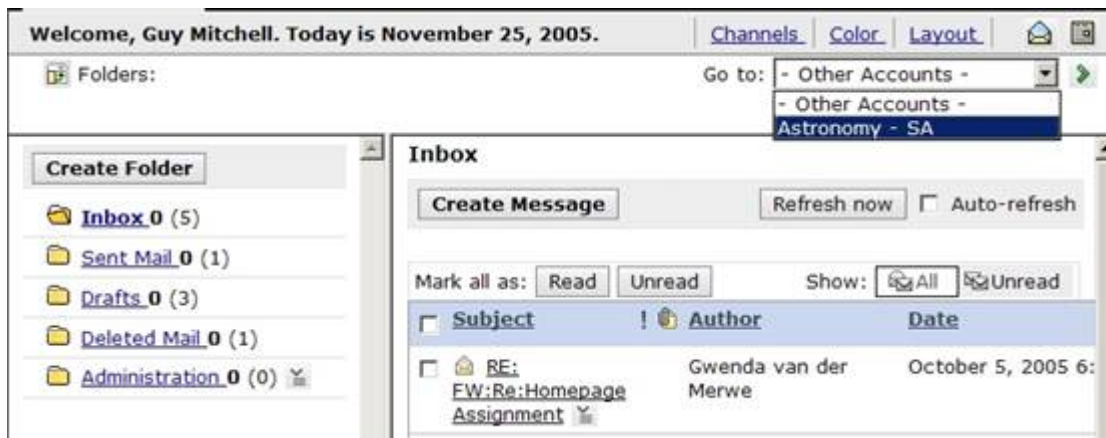 Welcome, Guy Mitchell. Today is November 25, 2005.
Channels Color Layout
Folders:
Go to: - Other Accounts -
- Other Accounts -
Astronomy - SA
Create Folder
Inbox 0 (5)
Sent Mail 0 (1)
Drafts 0 (3)
Deleted Mail 0 (1)
Administration 0 (0)
Inbox
Create Message Refresh now Auto-refresh
Mark all as: Read Unread Show: All Unread
Subject ! Author Date
RE: Gwenda van der October 5, 2005 6:
FW:Re:Homepage Merwe
Assignment